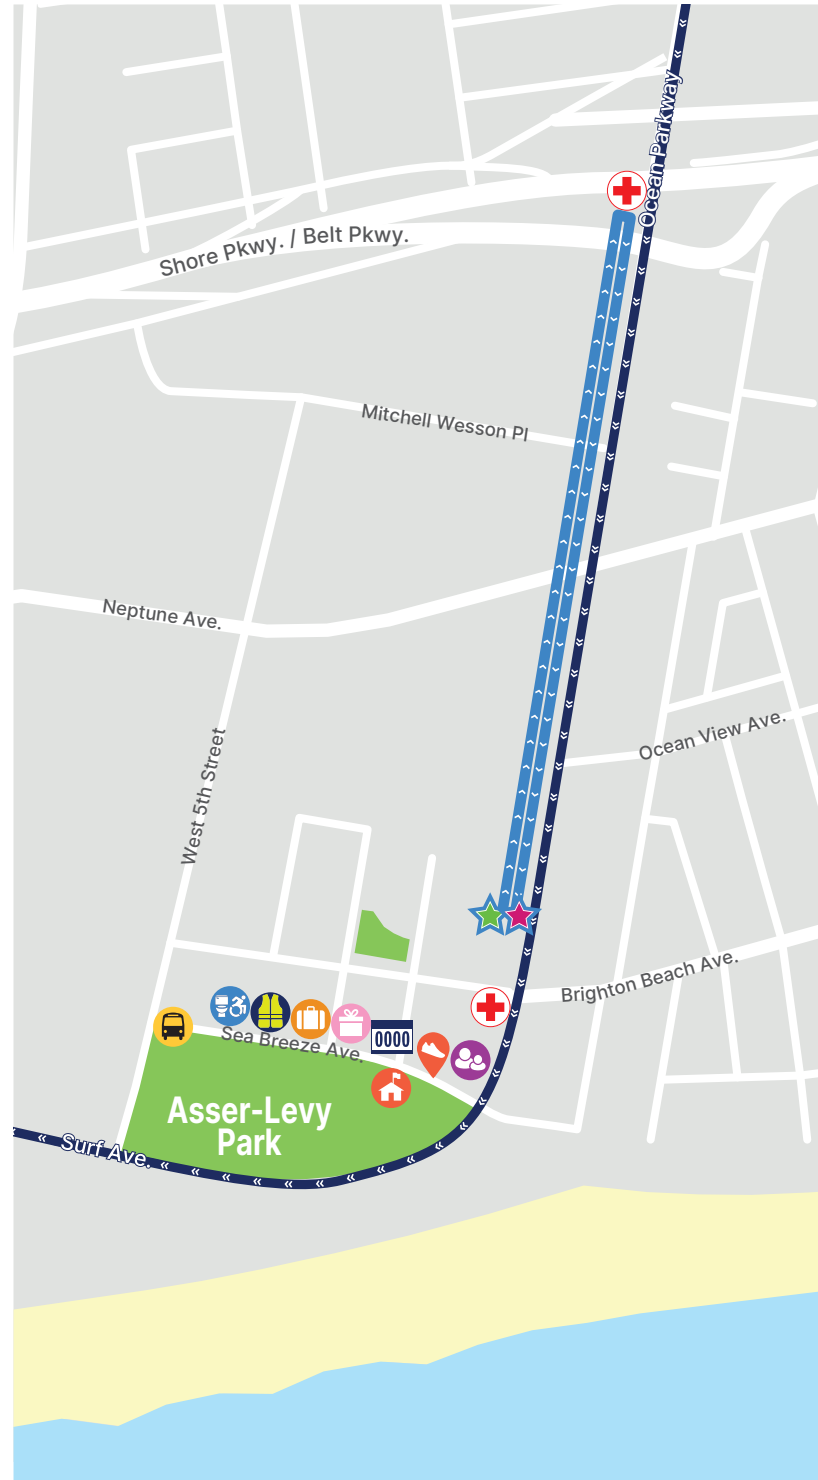 Ocean Parkway
Shore Pkwy. / Belt Pkwy.
Mitchell Wesson Pl
Neptune Ave.
Ocean View Ave.
West 5th Street
Brighton Beach Ave.
Sea Breeze Ave.
0000
Asser-Levy
Park
Surf Ave.